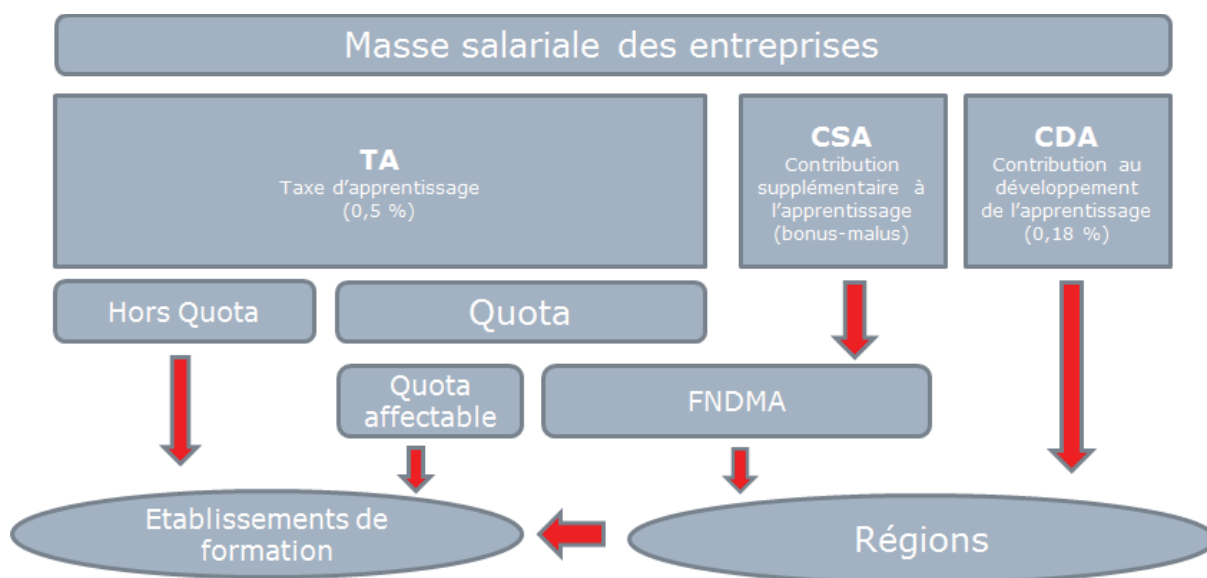 Masse salariale des entreprises
TA
Taxe d'apprentissage
(0,5 %)
CSA
Contribution
supplémentaire à
l'apprentissage
(bonus-malus)
CDA
Contribution au
développement
de l'apprentissage
(0,18 %)
Hors Quota
Quota
Quota
affectable
FNDMA
Etablissements de
formation
Régions